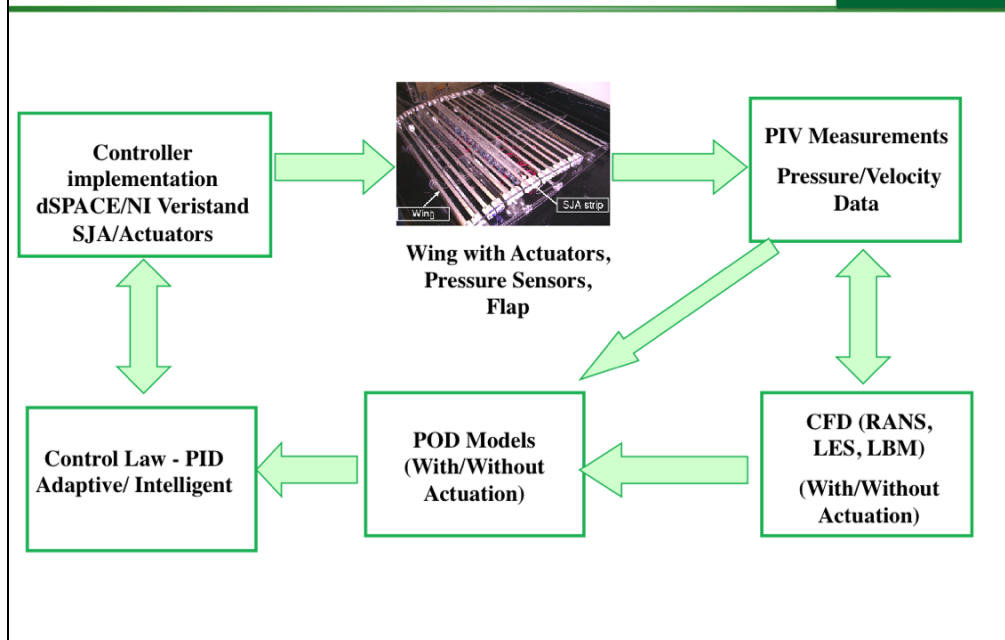 Controller
implementation
dSPACE/NI Veristand
SJA/Actuators
Wing
SJA strip
Wing with Actuators,
Pressure Sensors,
Flap
PIV Measurements
Pressure/Velocity
Data
Control Law - PID
Adaptive/ Intelligent
POD Models
(With/Without
Actuation)
CFD (RANS,
LES, LBM)
(With/Without
Actuation)